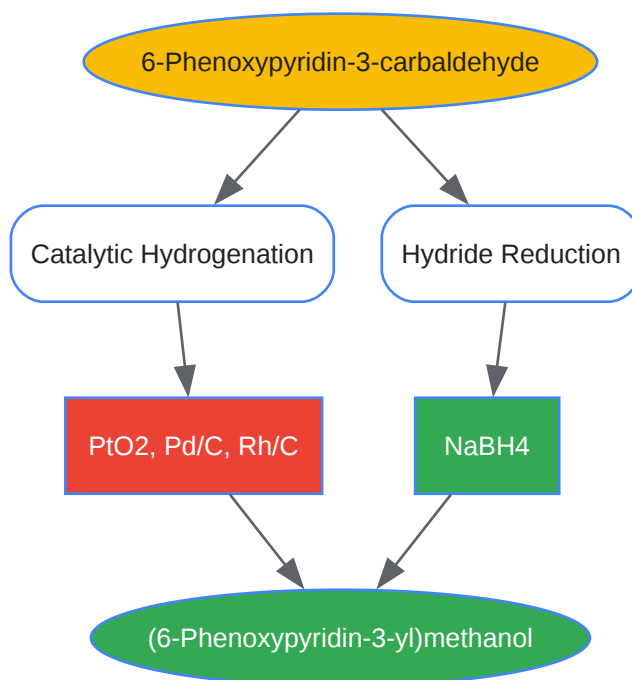 6-Phenoxypyridin-3-carbaldehyde
Catalytic Hydrogenation
Hydride Reduction
PtO2, Pd/C, Rh/C
NaBH4
(6-Phenoxypyridin-3-yl)methanol